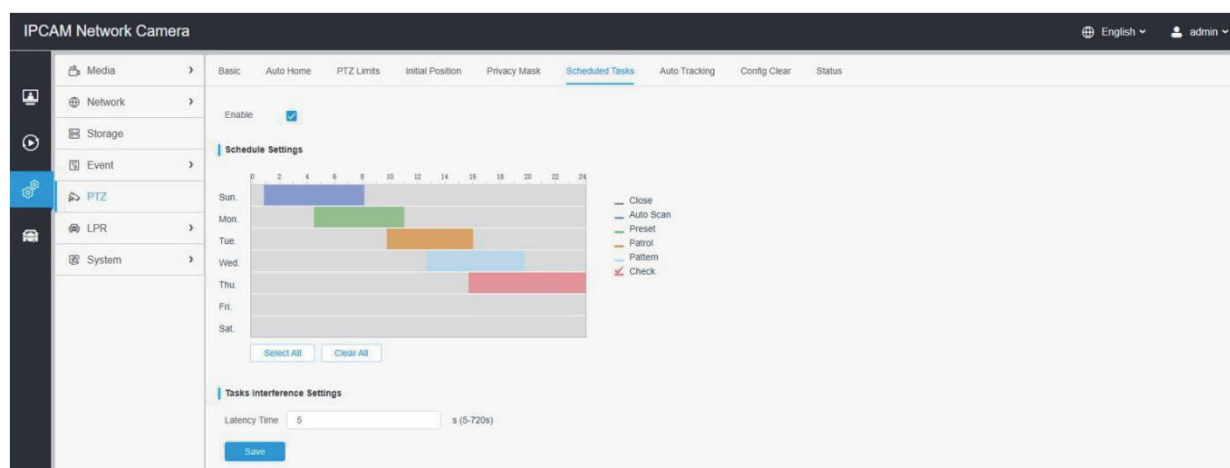 IPCAM Network Camera
English
admin
Media
Network
Storage
Event
PTZ
LPR
System
Basic Auto Home PTZ Limits Initial Position Privacy Mask Scheduled Tasks Auto Tracking Config Clear Status
Enable
Schedule Settings
0 2 4 6 8 10 12 14 16 18 20 22 24
Sun.
Mon.
Tue.
Wed.
Thu.
Fri.
Sat.
Close
Auto Scan
Preset
Patrol
Pattern
Check
Select All Clear All
Tasks Interference Settings
Latency Time 5 s (5-720s)
Save